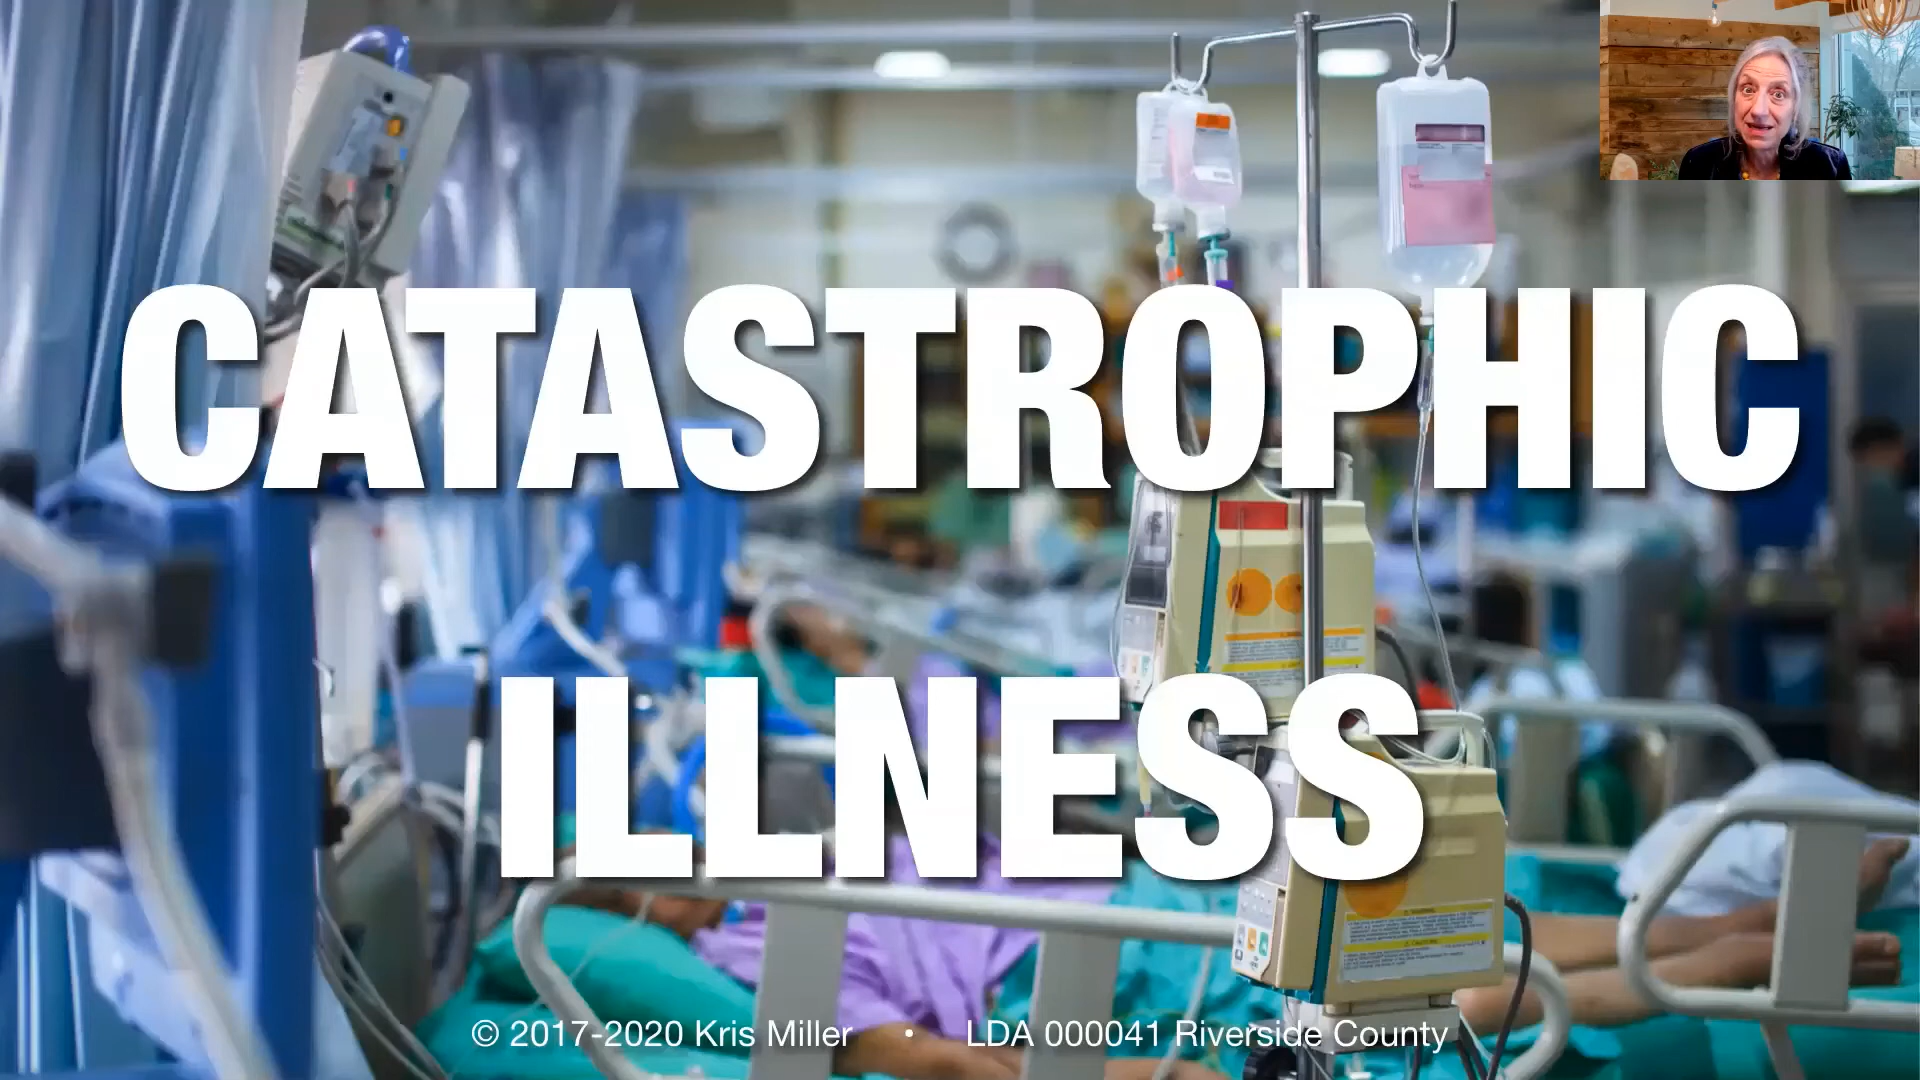 CATASTROPHIC
ILLNESS
© 2017-2020 Kris Miller • LDA 000041 Riverside County